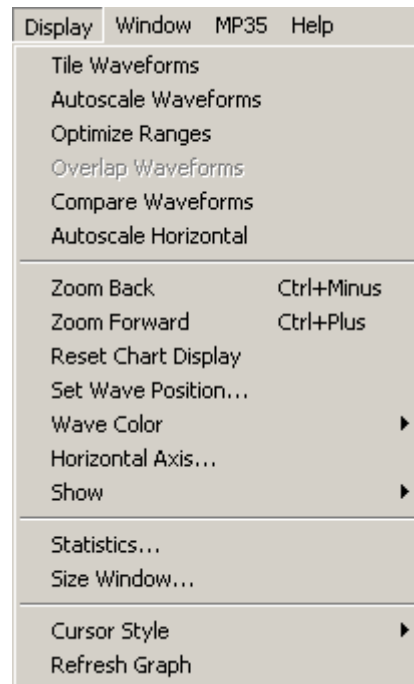 Display Window MP35 Help
Tile Waveforms
Autoscale Waveforms
Optimize Ranges
Overlap Waveforms
Compare Waveforms
Autoscale Horizontal
Zoom Back Ctrl+Minus
Zoom Forward Ctrl+Plus
Reset Chart Display
Set Wave Position...
Wave Color
Horizontal Axis...
Show
Statistics...
Size Window...
Cursor Style
Refresh Graph